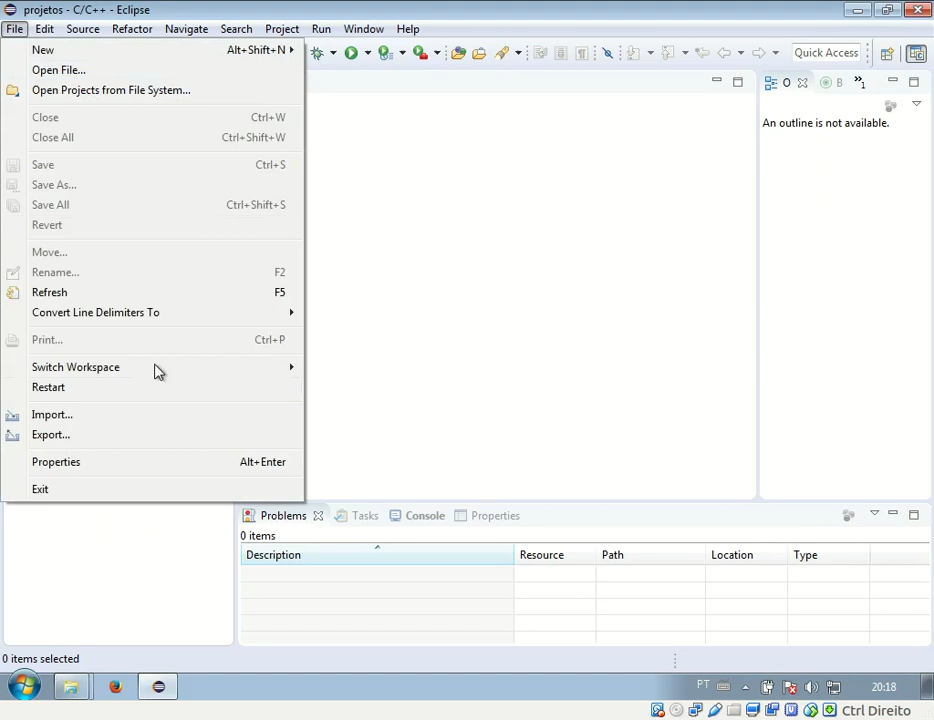 projetos - C/C++ - Eclipse
File Edit Source Refactor Navigate Search Project Run Window Help
Quick Access
New Alt+Shift+N
Open File...
Open Projects from File System...
Close Ctrl+W
Close All Ctrl+Shift+W
Save Ctrl+S
Save As...
Save All Ctrl+Shift+S
Revert
Move...
Rename... F2
Refresh F5
Convert Line Delimiters To
Print... Ctrl+P
Switch Workspace
Restart
Import...
Export...
Properties Alt+Enter
Exit
O B »1
An outline is not available.
Problems Tasks Console Properties
0 items
Description Resource Path Location Type
0 items selected
PT 20:18
Ctrl Direito